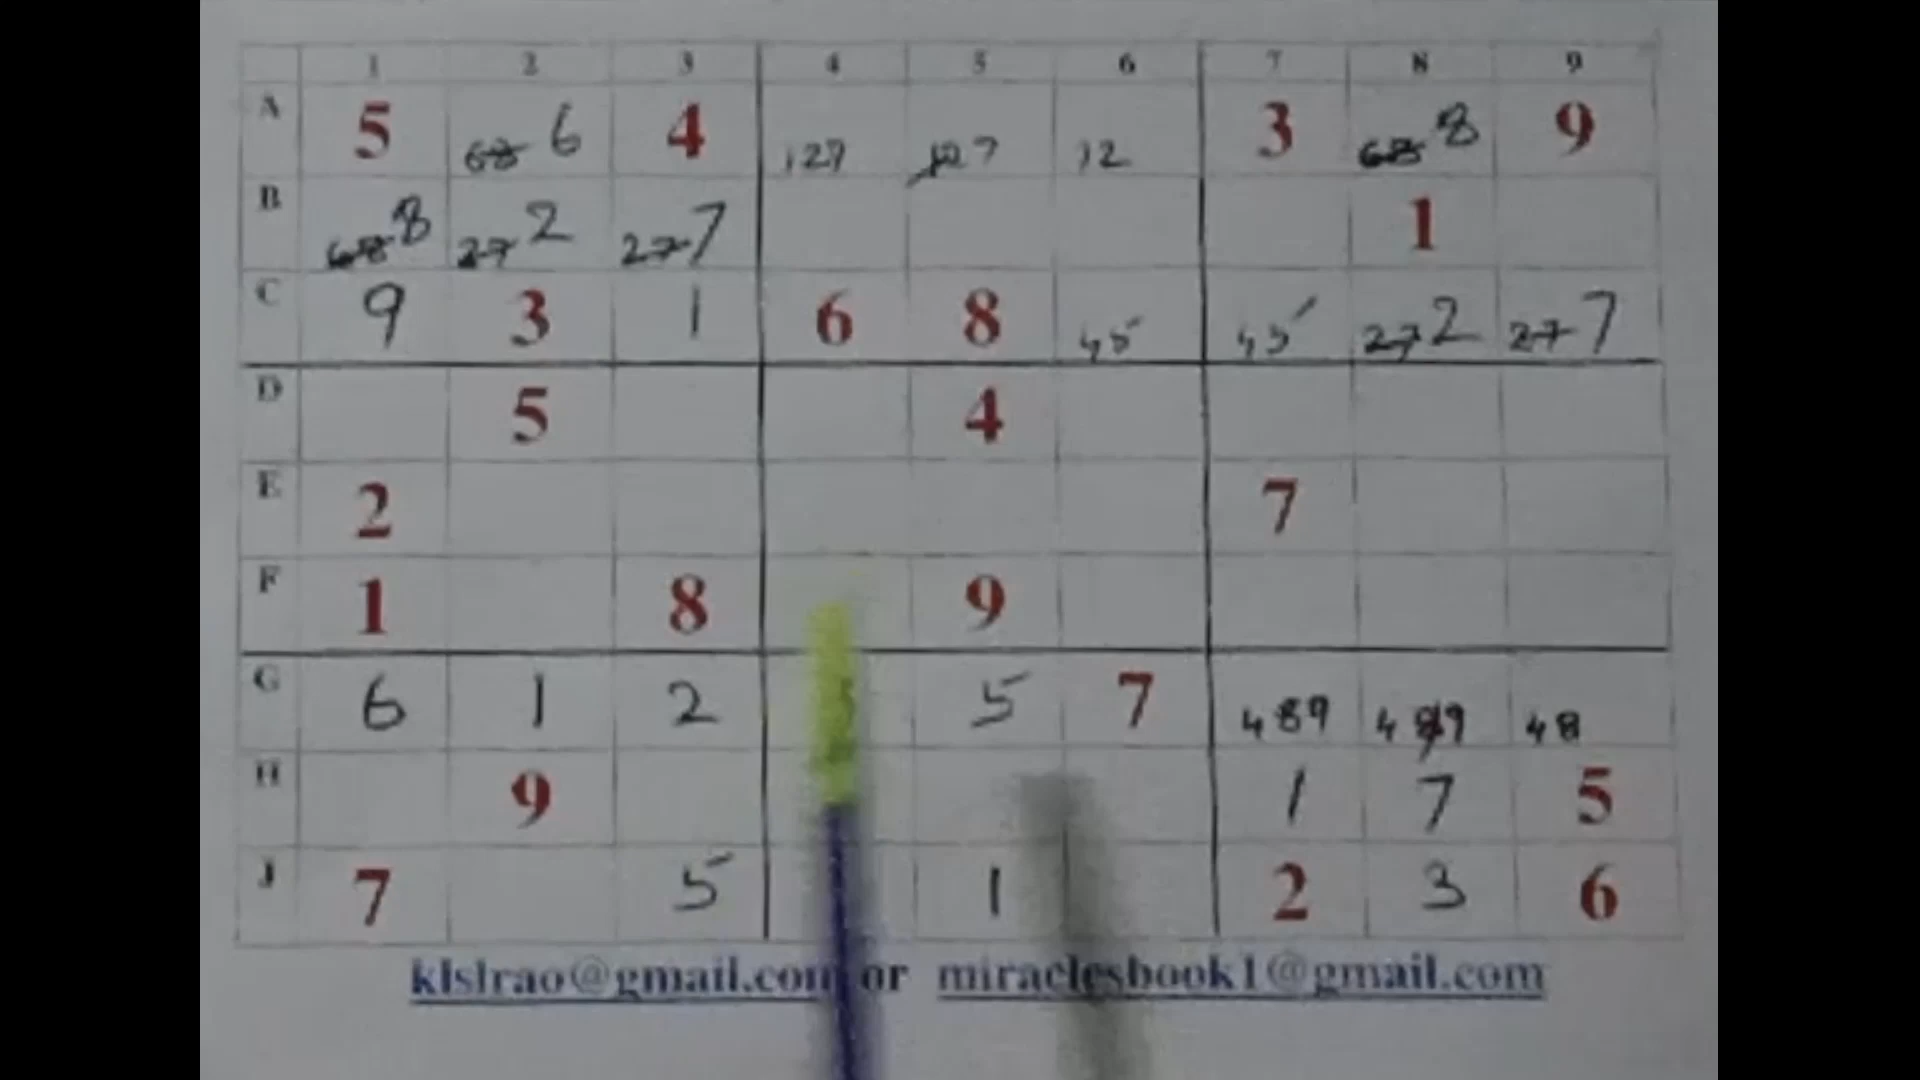 1 2 3 4 5 6 7 8 9
A 5 68 6 4 127 127 12 3 68 8 9
B 68 8 27 2 27 7 1
C 9 3 1 6 8 45 45 27 2 27 7
D 5 4
E 2 7
F 1 8 9
G 6 1 2 3 5 7 489 489 48
H 9 1 7 5
J 7 5 1 2 3 6
klslrao@gmail.com or miraclesbook1@gmail.com